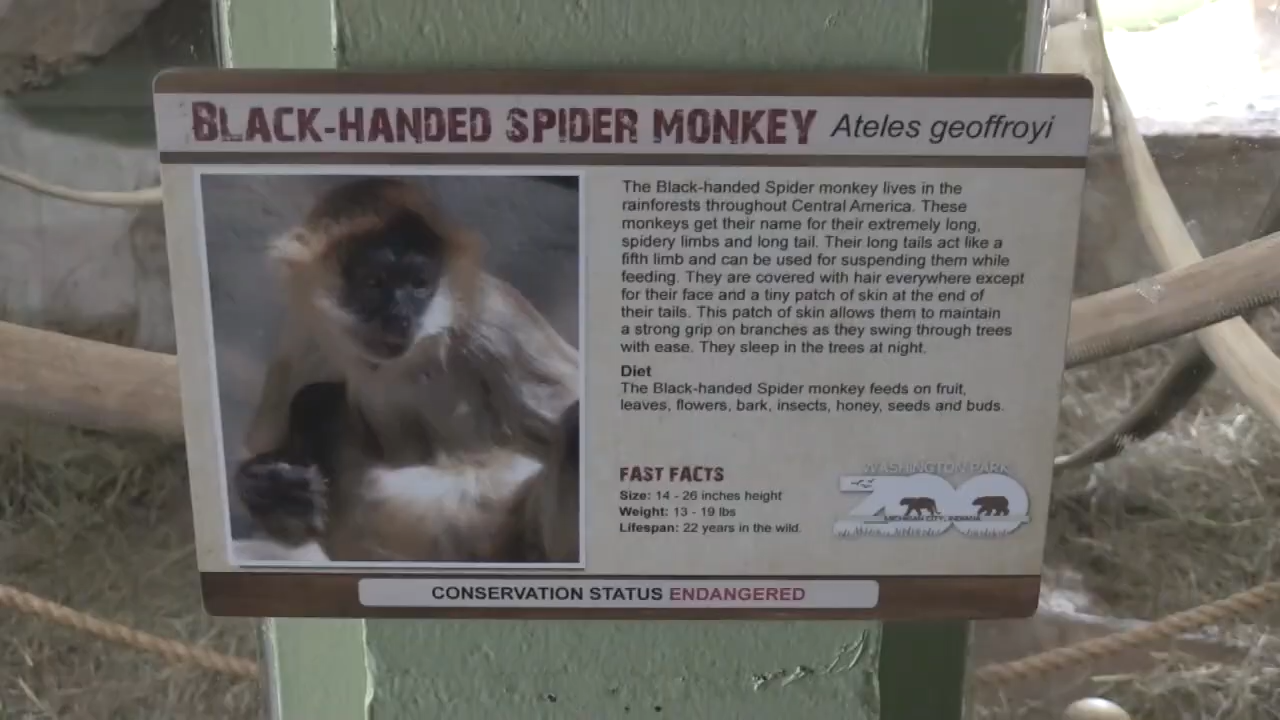 BLACK-HANDED SPIDER MONKEY Ateles geoffroyi
The Black-handed Spider monkey lives in the
rainforests throughout Central America. These
monkeys get their name for their extremely long,
spidery limbs and long tail. Their long tails act like a
fifth limb and can be used for suspending them while
feeding. They are covered with hair everywhere except
for their face and a tiny patch of skin at the end of
their tails. This patch of skin allows them to maintain
a strong grip on branches as they swing through trees
with ease. They sleep in the trees at night.
Diet
The Black-handed Spider monkey feeds on fruit,
leaves, flowers, bark, insects, honey, seeds and buds.
FAST FACTS
Size: 14 - 26 inches height
Weight: 13 - 19 lbs
Lifespan: 22 years in the wild.
WASHINGTON PARK
ZOO
MICHIGAN CITY, INDIANA
CONSERVATION STATUS ENDANGERED